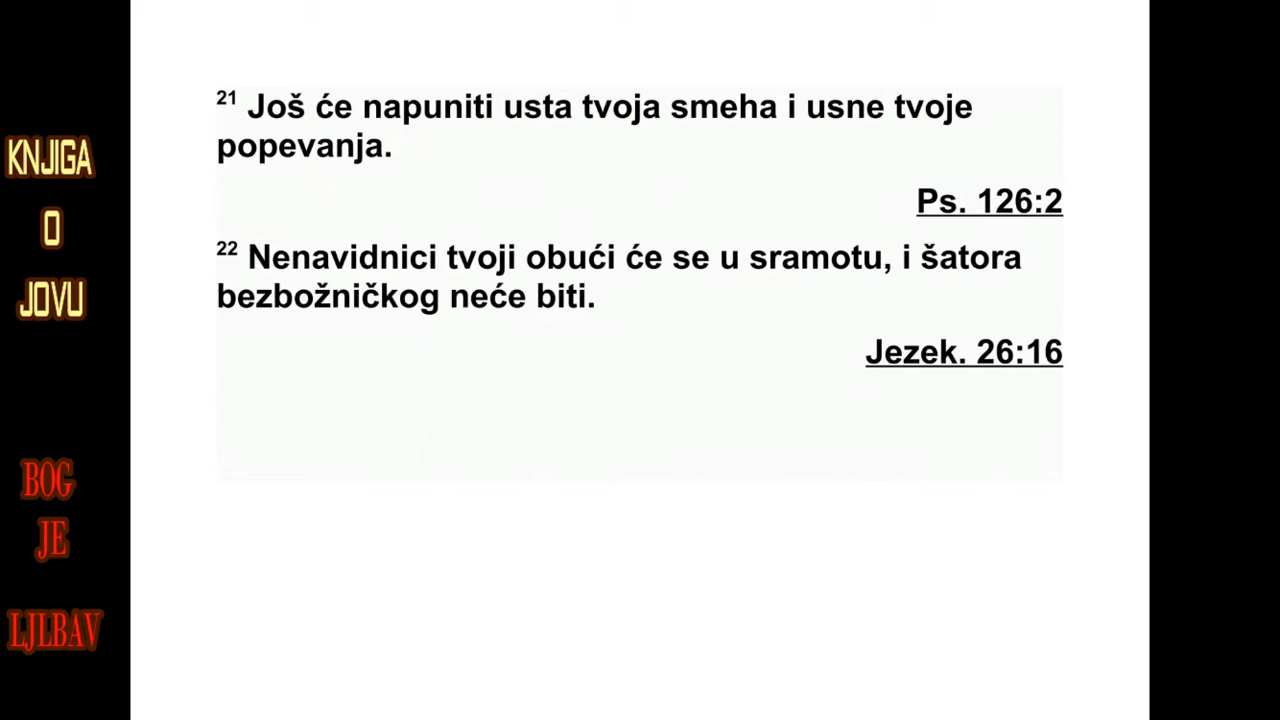 KNJIGA
O
JOVU
BOG
JE
LJLBAV
21 Još će napuniti usta tvoja smeha i usne tvoje
popevanja.
Ps. 126:2
22 Nenavidnici tvoji obući će se u sramotu, i šatora
bezbožničkog neće biti.
Jezek. 26:16